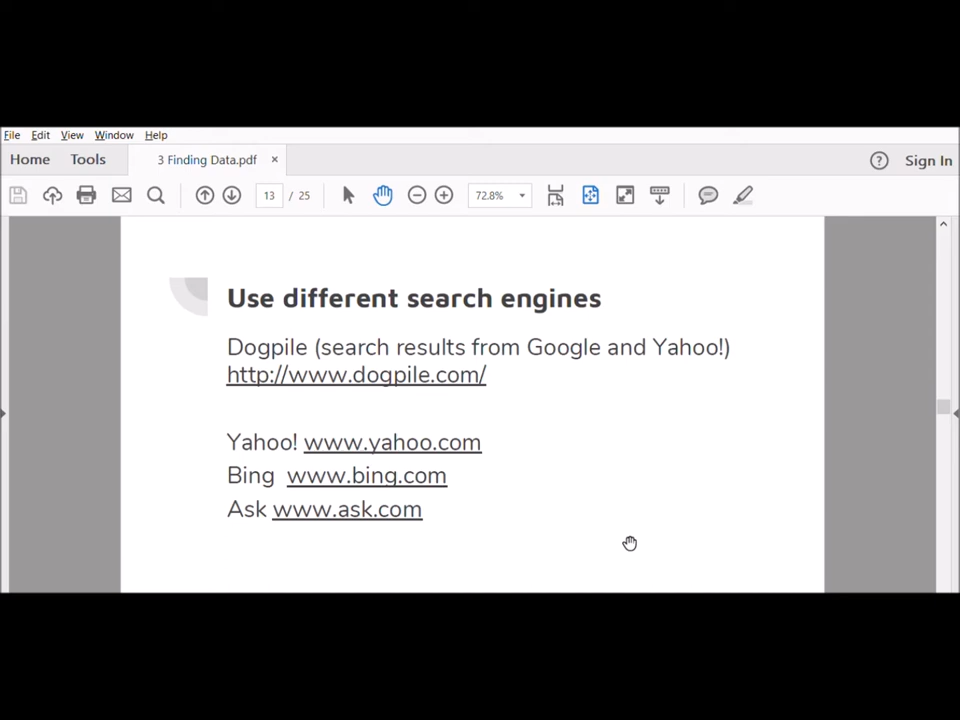 File Edit View Window Help
Home Tools 3 Finding Data.pdf × ? Sign In
13 / 25 72.8%
Use different search engines
Dogpile (search results from Google and Yahoo!)
http://www.dogpile.com/
Yahoo! www.yahoo.com
Bing www.bing.com
Ask www.ask.com